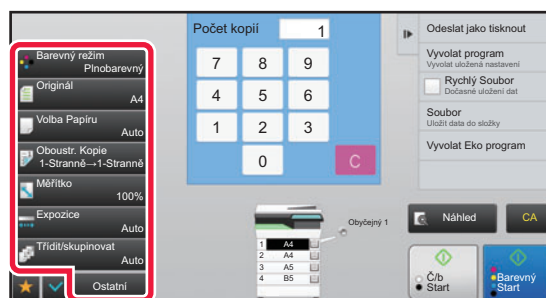 Barevný režim
Plnobarevný
Originál
A4
Volba Papíru
Auto
Oboustr. Kopie
1-Stranně→1-Stranně
Měřítko
100%
Expozice
Auto
Třídit/skupinovat
Auto
Ostatní
Počet kopií
1
7 8 9
4 5 6
1 2 3
0 C
Obyčejný 1
1 A4
2 A4
3 A5
4 B5
Odeslat jako tisknout
Vyvolat program
Vyvolat uložená nastavení
Rychlý Soubor
Dočasné uložení dat
Soubor
Uložit data do složky
Vyvolat Eko program
Náhled
CA
Č/b
Start
Barevný
Start